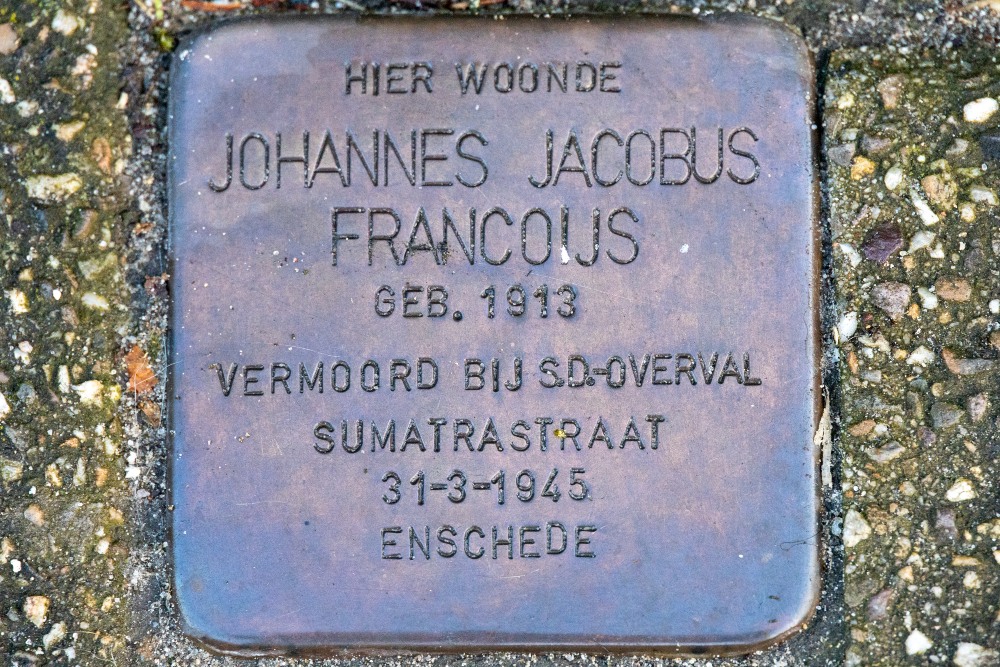 HIER WOONDE
JOHANNES JACOBUS
FRANCOIJS
GEB. 1913
VERMOORD BIJ S.D.-OVERVAL
SUMATRASTRAAT
31-3-1945
ENSCHEDE